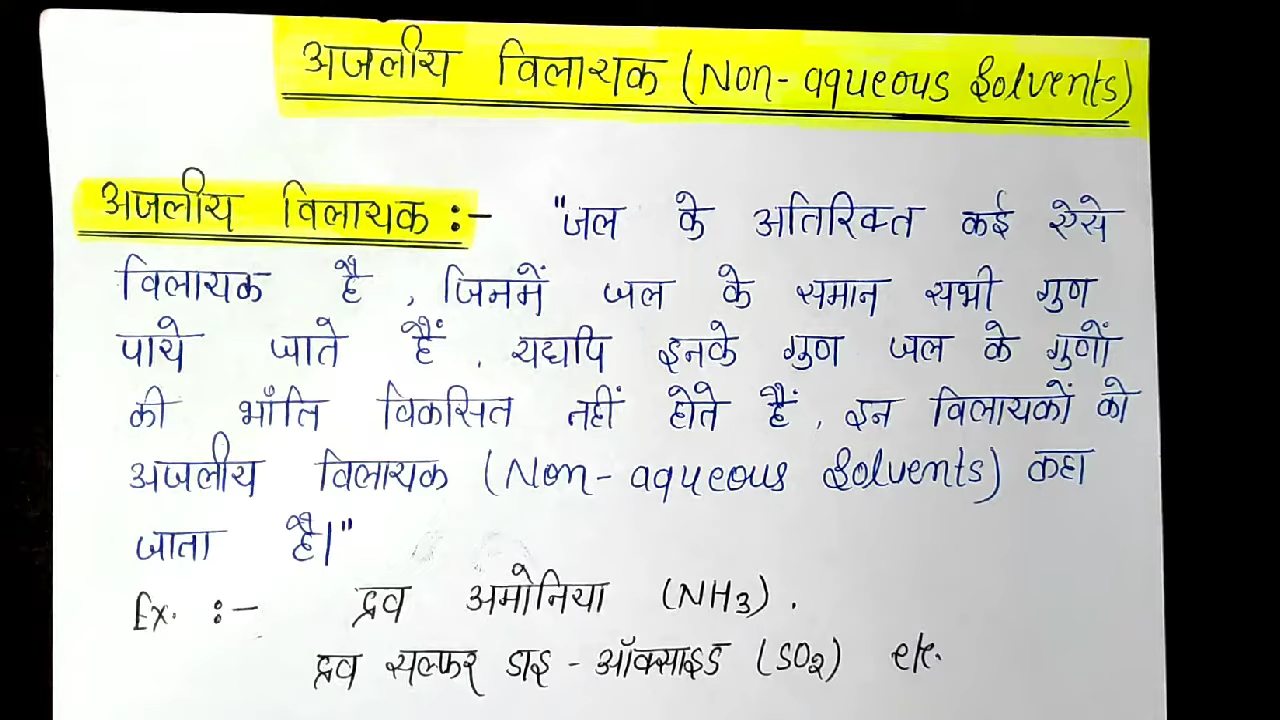 अजलीय विलायक (Non-aqueous Solvents)
अजलीय विलायक :- "जल के अतिरिक्त कई ऐसे
विलायक है , जिनमें जल के समान सभी गुण
पाये जाते हैं . यद्यपि इनके गुण जल के गुणों
की भाँति विकसित नहीं होते हैं , इन विलायकों को
अजलीय विलायक (Non-aqueous Solvents) कहा
जाता है।"
Ex. :- द्रव अमोनिया (NH3) .
द्रव सल्फर डाइ - ऑक्साइड (SO2) etc.